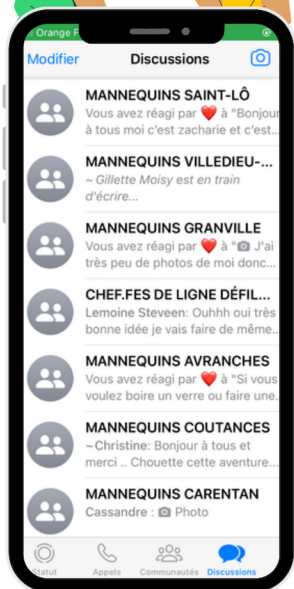 Orange F
Modifier
Discussions
MANNEQUINS SAINT-LÔ
Vous avez réagi par ❤️ à "Bonjour
à tous moi c'est zacharie et c'est...
MANNEQUINS VILLEDIEU-...
~ Gillette Moisy est en train
d'écrire...
MANNEQUINS GRANVILLE
Vous avez réagi par ❤️ à "📷 J'ai
très peu de photos de moi donc...
CHEF.FES DE LIGNE DÉFIL...
Lemoine Steveen: Ouhhh oui très
bonne idée je vais faire de même..
MANNEQUINS AVRANCHES
Vous avez réagi par ❤️ à "Si vous
voulez boire un verre ou faire une.
MANNEQUINS COUTANCES
~Christine: Bonjour à tous et
merci .. Chouette cette aventure...
MANNEQUINS CARENTAN
Cassandre : 📷 Photo
Statut
Appels
Communautés
Discussions